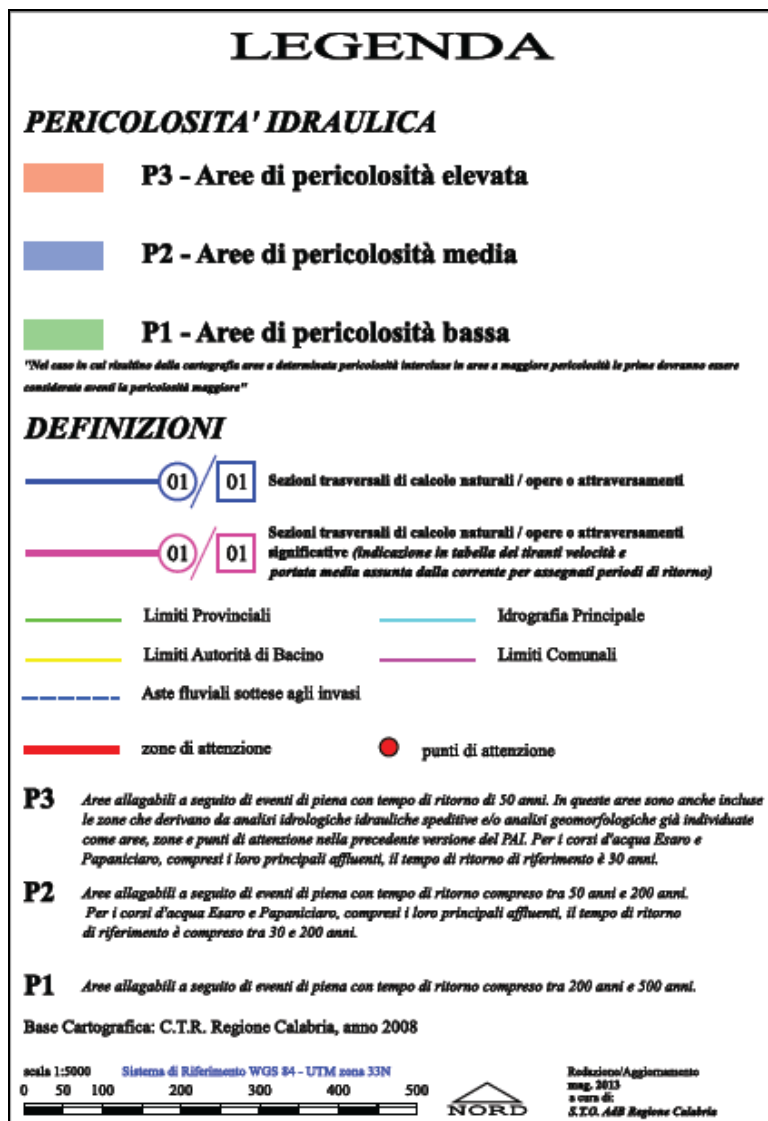 LEGENDA
PERICOLOSITA' IDRAULICA
P3 - Aree di pericolosità elevata
P2 - Aree di pericolosità media
P1 - Aree di pericolosità bassa
"Nel caso in cui risultino dalla cartografia aree a determinata pericolosità intercluse in aree a maggiore pericolosità le prime dovranno essere
considerate aventi la pericolosità maggiore"
DEFINIZIONI
01 / 01 Sezioni trasversali di calcolo naturali / opere o attraversamenti
01 / 01 Sezioni trasversali di calcolo naturali / opere o attraversamenti
significative (indicazione in tabella dei tiranti velocità e
portata media assunta dalla corrente per assegnati periodi di ritorno)
Limiti Provinciali
Idrografia Principale
Limiti Autorità di Bacino
Limiti Comunali
Aste fluviali sottese agli invasi
zone di attenzione
punti di attenzione
P3 Aree allagabili a seguito di eventi di piena con tempo di ritorno di 50 anni. In queste aree sono anche incluse
le zone che derivano da analisi idrologiche idrauliche speditive e/o analisi geomorfologiche già individuate
come aree, zone e punti di attenzione nella precedente versione del PAI. Per i corsi d'acqua Esaro e
Papaniciaro, compresi i loro principali affluenti, il tempo di ritorno di riferimento è 30 anni.
P2 Aree allagabili a seguito di eventi di piena con tempo di ritorno compreso tra 50 anni e 200 anni.
Per i corsi d'acqua Esaro e Papaniciaro, compresi i loro principali affluenti, il tempo di ritorno
di riferimento è compreso tra 30 e 200 anni.
P1 Aree allagabili a seguito di eventi di piena con tempo di ritorno compreso tra 200 anni e 500 anni.
Base Cartografica: C.T.R. Regione Calabria, anno 2008
scala 1:5000 Sistema di Riferimento WGS 84 - UTM zona 33N
0 50 100 200 300 400 500
NORD
Redazione/Aggiornamento
mag. 2013
a cura di:
S.T.O. AdB Regione Calabria